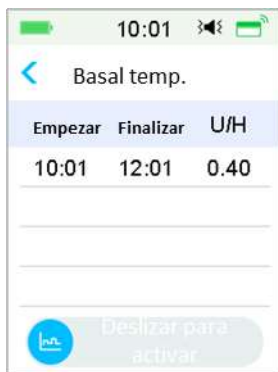 10:01
Basal temp.
Empezar Finalizar U/H
10:01 12:01 0.40
Deslizar para
activar